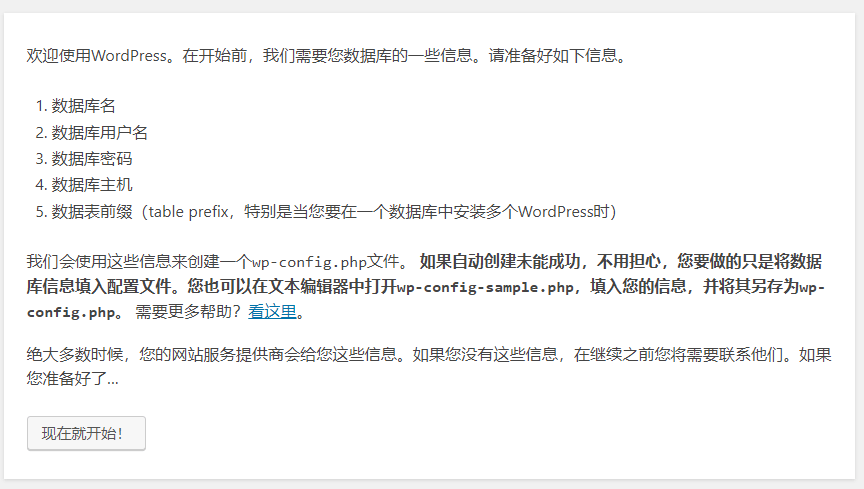 欢迎使用WordPress。在开始前，我们需要您数据库的一些信息。请准备好如下信息。
1. 数据库名
2. 数据库用户名
3. 数据库密码
4. 数据库主机
5. 数据表前缀（table prefix，特别是当您要在一个数据库中安装多个WordPress时）
我们会使用这些信息来创建一个wp-config.php文件。 如果自动创建未能成功，不用担心，您要做的只是将数据
库信息填入配置文件。您也可以在文本编辑器中打开wp-config-sample.php，填入您的信息，并将其另存为wp-
config.php。 需要更多帮助？看这里。
绝大多数时候，您的网站服务提供商会给您这些信息。如果您没有这些信息，在继续之前您将需要联系他们。如果
您准备好了...
现在就开始！